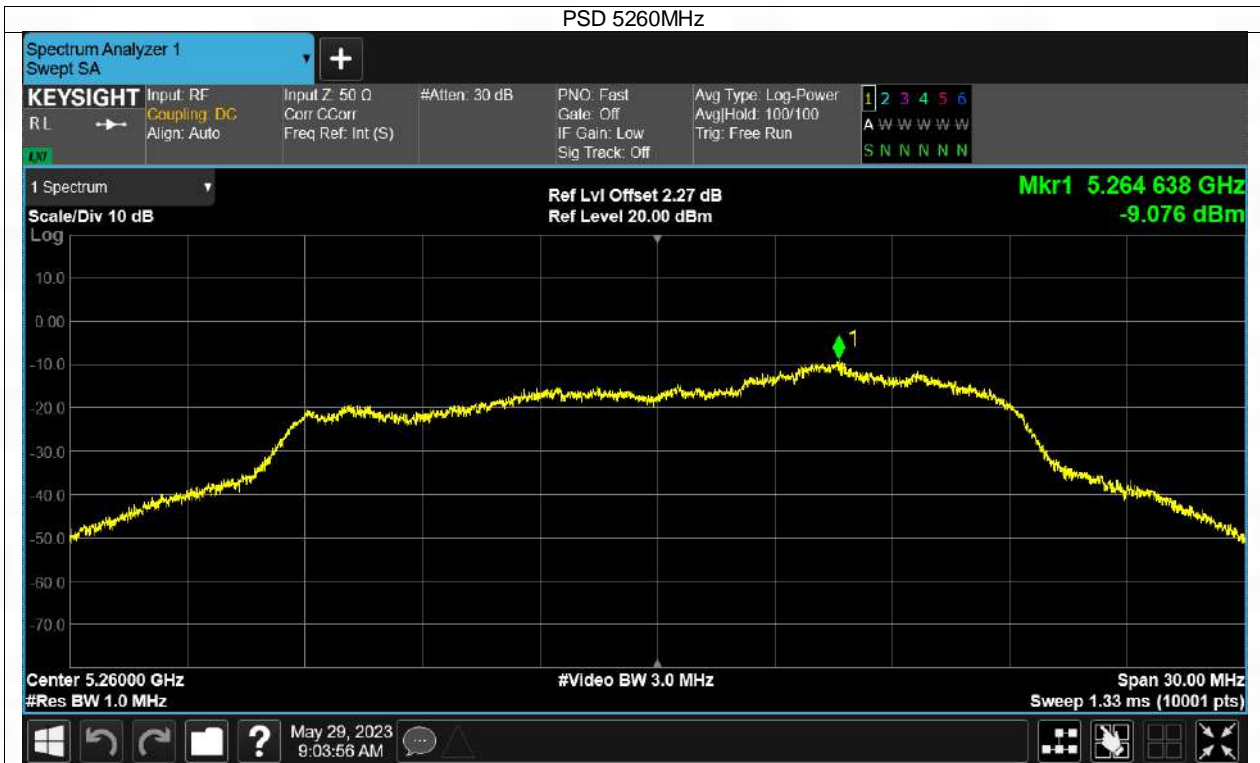 PSD 5260MHz
Spectrum Analyzer 1
Swept SA
+
KEYSIGHT
RL
LXI
Input: RF
Coupling: DC
Align: Auto
Input Z: 50 Ω
Corr CCorr
Freq Ref: Int (S)
#Atten: 30 dB
PNO: Fast
Gate: Off
IF Gain: Low
Sig Track: Off
Avg Type: Log-Power
Avg|Hold: 100/100
Trig: Free Run
1 2 3 4 5 6
A W W W W W
S N N N N N
1 Spectrum
Scale/Div 10 dB
Log
Ref Lvl Offset 2.27 dB
Ref Level 20.00 dBm
Mkr1 5.264 638 GHz
-9.076 dBm
10.0
0.00
-10.0
-20.0
-30.0
-40.0
-50.0
-60.0
-70.0
1
Center 5.26000 GHz
#Res BW 1.0 MHz
#Video BW 3.0 MHz
Span 30.00 MHz
Sweep 1.33 ms (10001 pts)
?
May 29, 2023
9:03:56 AM